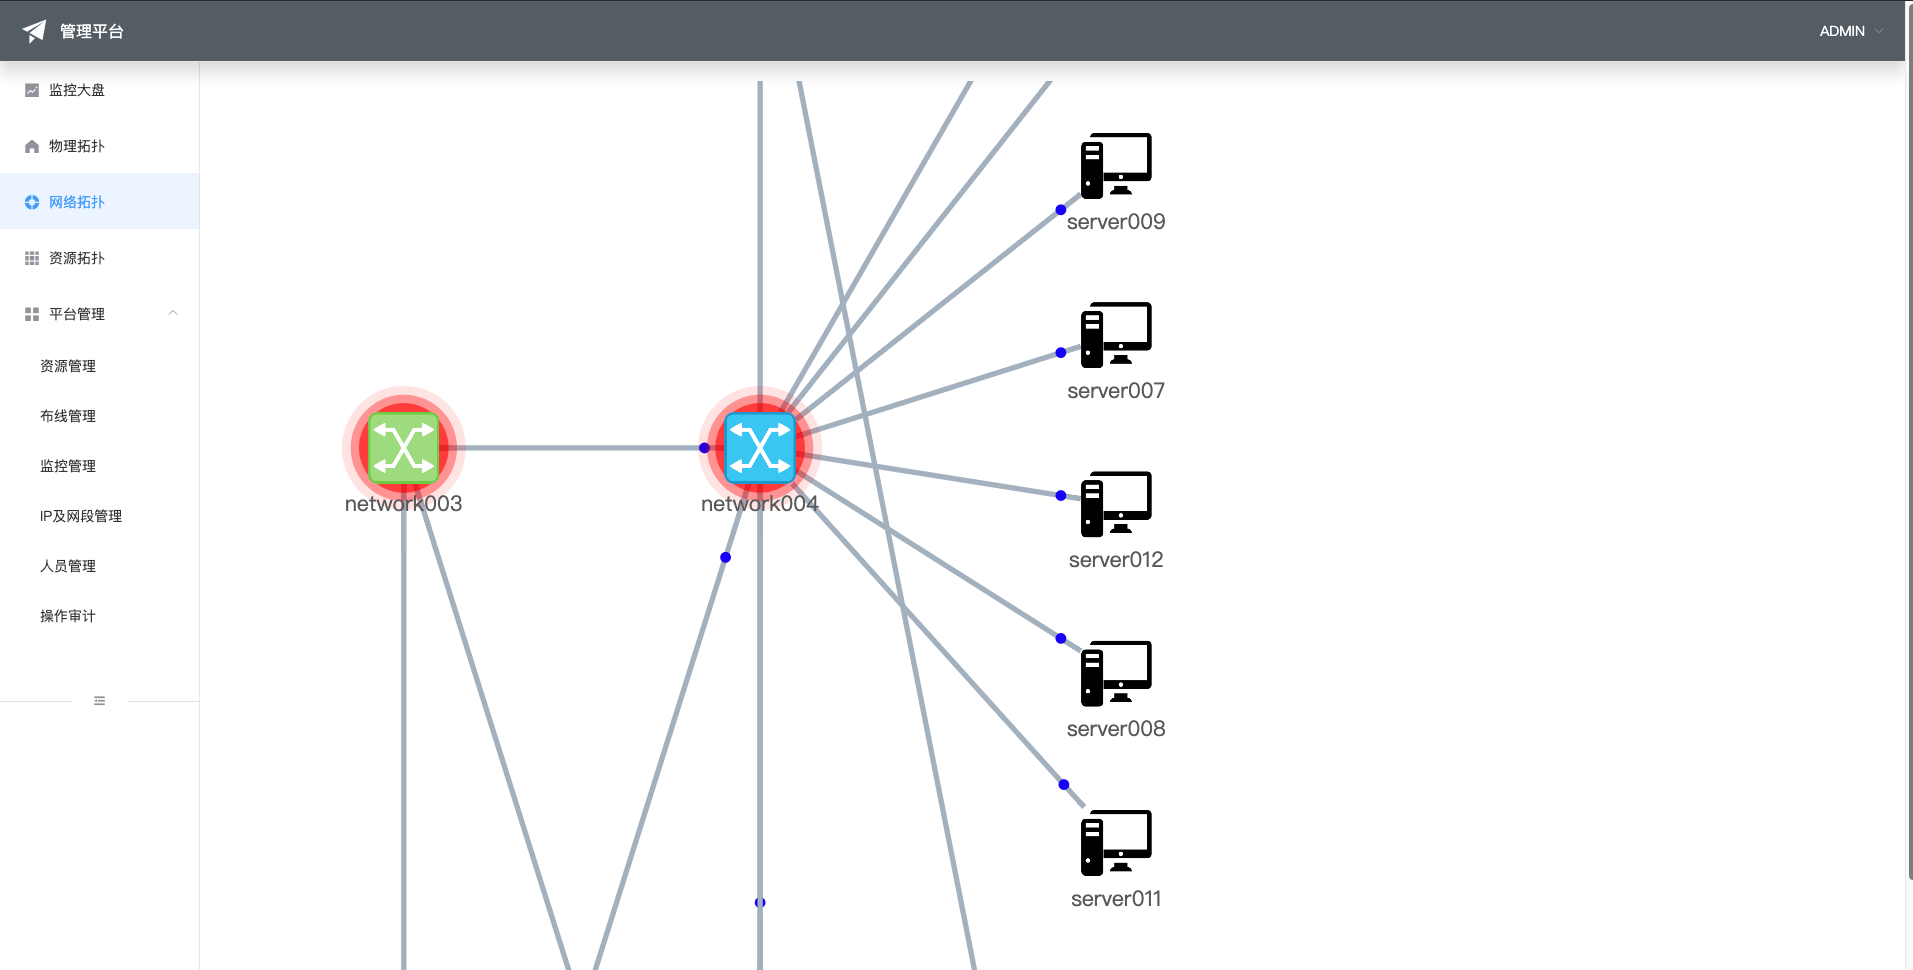 管理平台
ADMIN
监控大盘
物理拓扑
网络拓扑
资源拓扑
平台管理
资源管理
布线管理
监控管理
IP及网段管理
人员管理
操作审计
server009
server007
network003
network004
server012
server008
server011